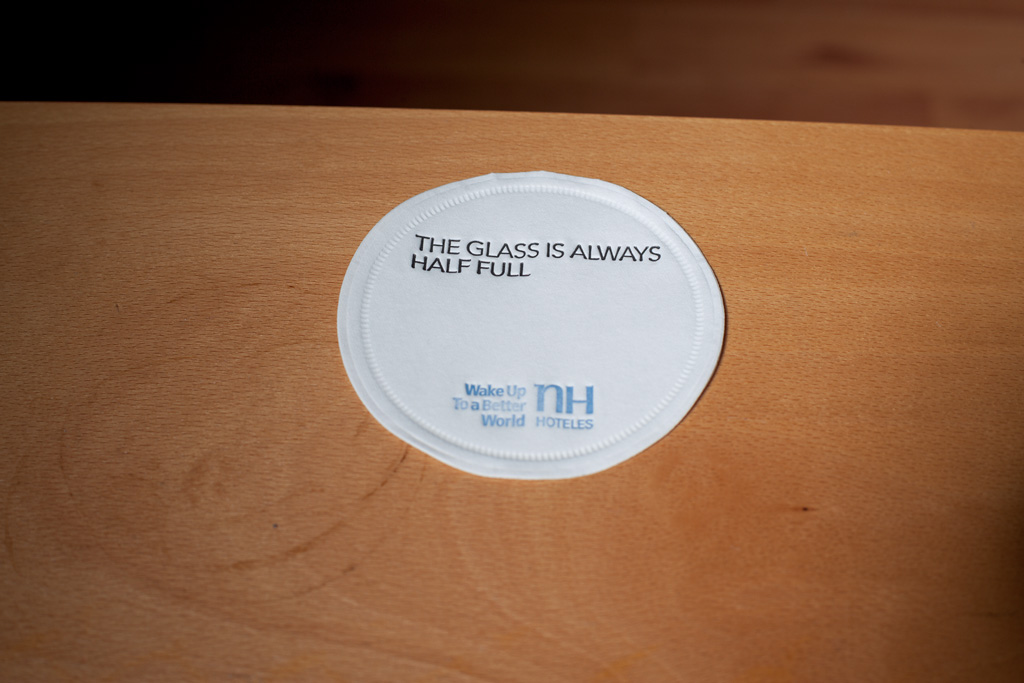 THE GLASS IS ALWAYS
HALF FULL
Wake Up
To a Better
World
nH
HOTELES